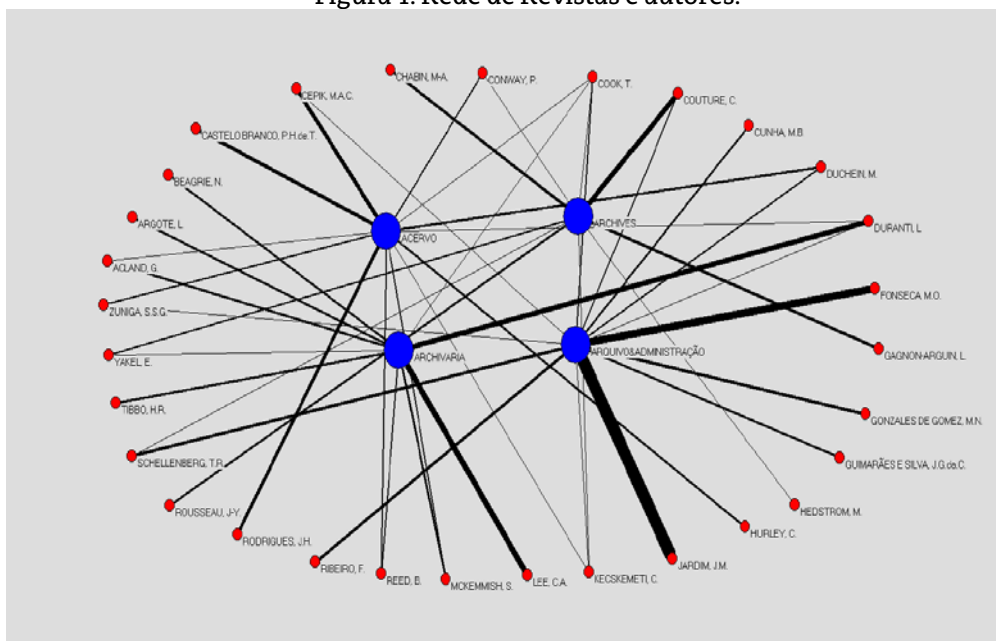 Figura 1: Rede de Revistas e autores.
CHABIN, M-A.
CONWAY, P.
COOK, T.
CEPIK, M.A.C.
COUTURE, C.
CASTELO BRANCO, P.H.de.T.
CUNHA, M.B
BEAGRIE, N.
DUCHEIN, M.
ARGOTE, L
ACERVO
ARCHIVES
DURANTI, L
ACLAND, G.
FONSECA M.O.
ZUNIGA, S.S.G.
ARCHIVARIA
ARQUIVO&ADMINISTRAÇÃO
YAKEL E.
GAGNON-ARGUIN, L.
TIBBO, H.R.
GONZALES DE GOMEZ, M.N.
SCHELLENBERG, T.R.
GUIMARÃES E SILVA, J.G.da.C.
ROUSSEAU, J-Y.
HEDSTROM, M.
RODRIGUES, J.H.
HURLEY, C.
RIBEIRO, F.
REED, B.
MCKEMMISH, S.
LEE, C.A.
KECSKEMETI, C.
JARDIM, J.M.